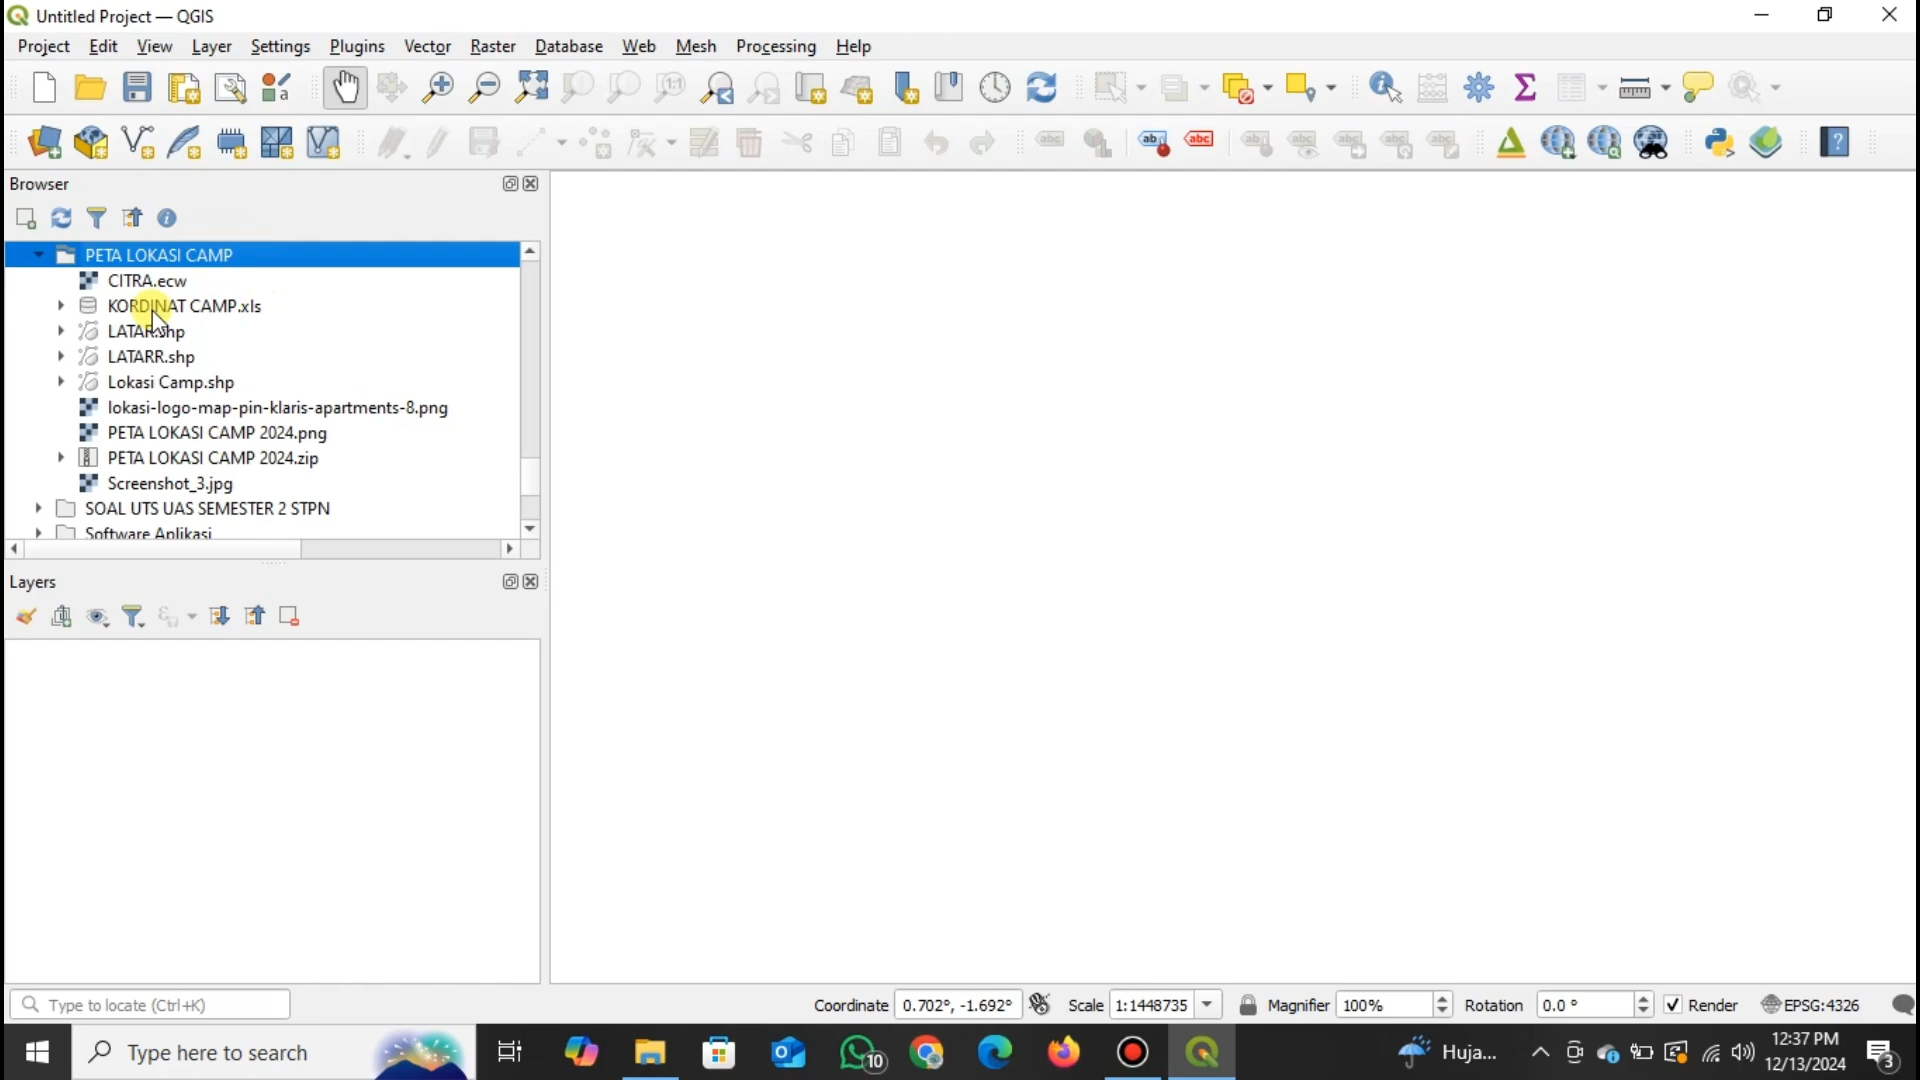 Untitled Project — QGIS
Project Edit View Layer Settings Plugins Vector Raster Database Web Mesh Processing Help
Browser
PETA LOKASI CAMP
CITRA.ecw
KORDINAT CAMP.xls
LATAR.shp
LATARR.shp
Lokasi Camp.shp
lokasi-logo-map-pin-klaris-apartments-8.png
PETA LOKASI CAMP 2024.png
PETA LOKASI CAMP 2024.zip
Screenshot_3.jpg
SOAL UTS UAS SEMESTER 2 STPN
Software Aplikasi
Layers
Type to locate (Ctrl+K) Coordinate 0.702°, -1.692° Scale 1:1448735 Magnifier 100% Rotation 0.0 ° Render EPSG:4326
Type here to search 10 Huja... 12:37 PM
12/13/2024 3